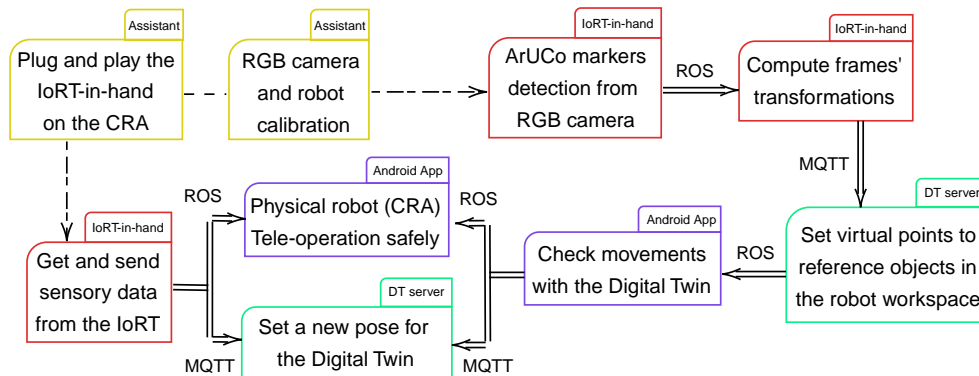 Assistant
Plug and play the
IoRT-in-hand
on the CRA
Assistant
RGB camera
and robot
calibration
IoRT-in-hand
ArUCo markers
detection from
RGB camera
ROS
IoRT-in-hand
Compute frames'
transformations
MQTT
DT server
Set virtual points to
reference objects in
the robot workspace
ROS
Android App
Check movements
with the Digital Twin
ROS
MQTT
Android App
Physical robot (CRA)
Tele-operation safely
DT server
Set a new pose for
the Digital Twin
ROS
MQTT
IoRT-in-hand
Get and send
sensory data
from the IoRT